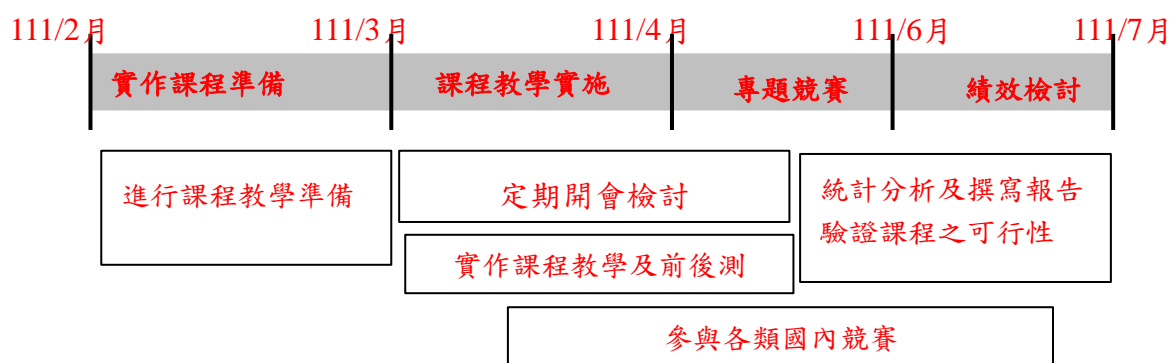 111/2月 111/3月 111/4月 111/6月 111/7月
實作課程準備 課程教學實施 專題競賽 績效檢討
進行課程教學準備
定期開會檢討
統計分析及撰寫報告
驗證課程之可行性
實作課程教學及前後測
參與各類國內競賽